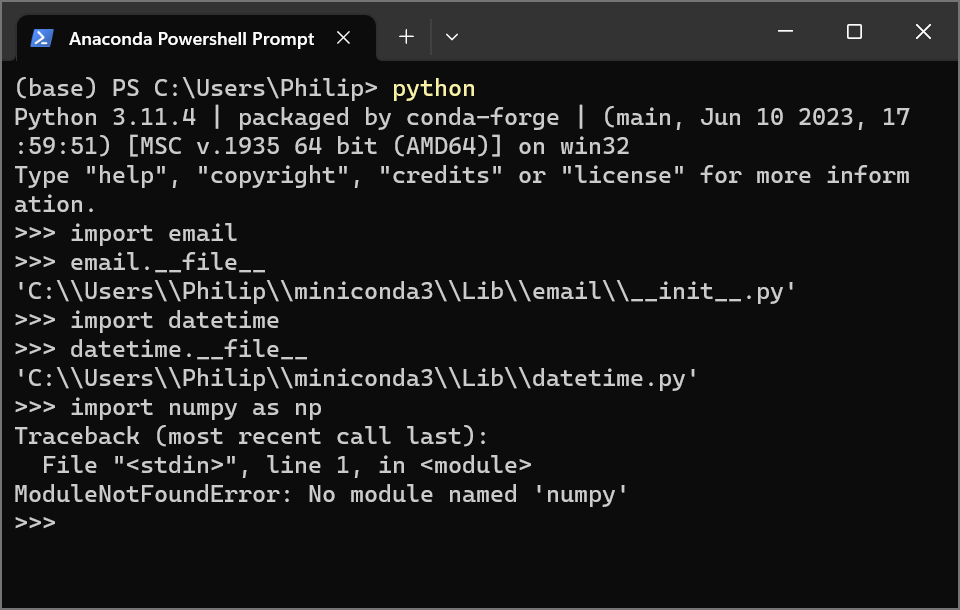 Anaconda Powershell Prompt
(base) PS C:\Users\Philip> python
Python 3.11.4 | packaged by conda-forge | (main, Jun 10 2023, 17
:59:51) [MSC v.1935 64 bit (AMD64)] on win32
Type "help", "copyright", "credits" or "license" for more inform
ation.
>>> import email
>>> email.__file__
'C:\\Users\\Philip\\miniconda3\\Lib\\email\\__init__.py'
>>> import datetime
>>> datetime.__file__
'C:\\Users\\Philip\\miniconda3\\Lib\\datetime.py'
>>> import numpy as np
Traceback (most recent call last):
  File "<stdin>", line 1, in <module>
ModuleNotFoundError: No module named 'numpy'
>>>